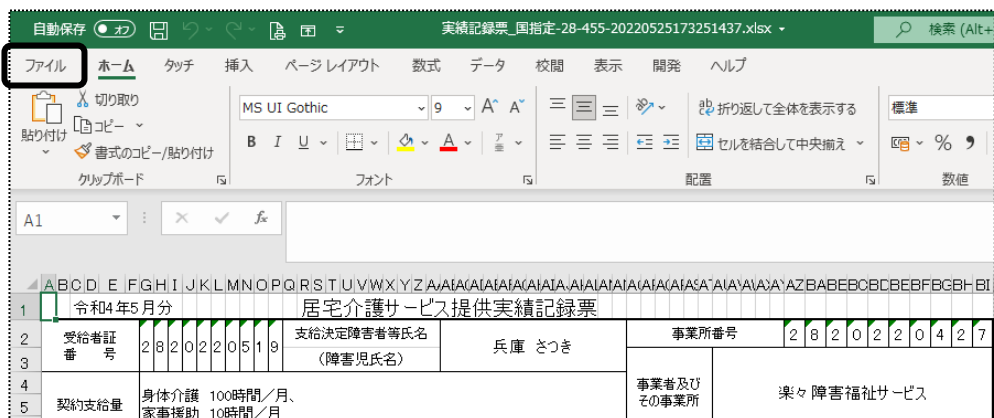 自動保存 オフ 実績記録票_国指定-28-455-20220525173251437.xlsx 検索 (Alt+
ファイル ホーム タッチ 挿入 ページ レイアウト 数式 データ 校閲 表示 開発 ヘルプ
切り取り MS UI Gothic 9 A A ab 折り返して全体を表示する 標準
貼り付け コピー
書式のコピー/貼り付け B I U A ア亜 セルを結合して中央揃え % 9
クリップボード フォント 配置 数値
A1 fx
A B C D E F G H I J K L M N O P Q R S T U V W X Y Z
1 令和4年5月分 居宅介護サービス提供実績記録票
2 受給者証 2 8 2 0 2 2 0 5 1 9 支給決定障害者等氏名 兵庫 さつき 事業所番号 2 8 2 0 2 2 0 4 2 7
3 番 号 (障害児氏名)
4 契約支給量 身体介護 100時間/月、 事業者及び 楽々障害福祉サービス
5 家事援助 10時間/月 その事業所